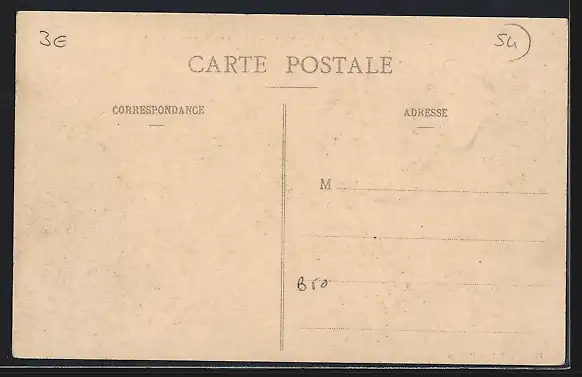 3€ 54
CARTE POSTALE
CORRESPONDANCE ADRESSE
M
B50